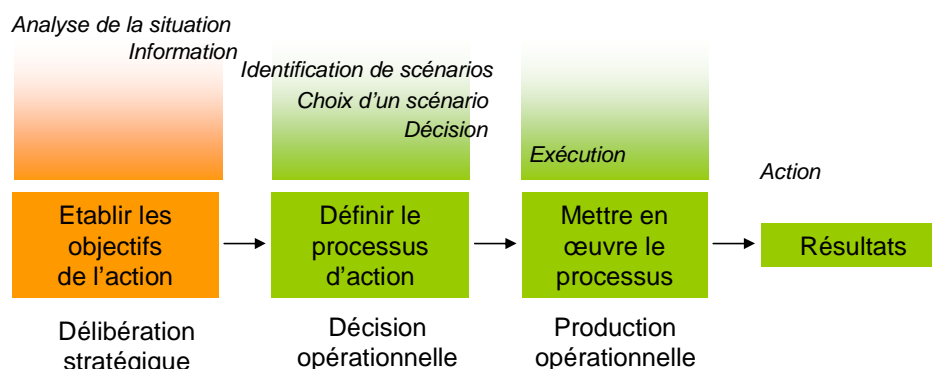 Analyse de la situation
Information
Identification de scénarios
Choix d'un scénario
Décision
Exécution
Action
Etablir les
objectifs
de l'action
Définir le
processus
d'action
Mettre en
œuvre le
processus
Résultats
Délibération
stratégique
Décision
opérationnelle
Production
opérationnelle